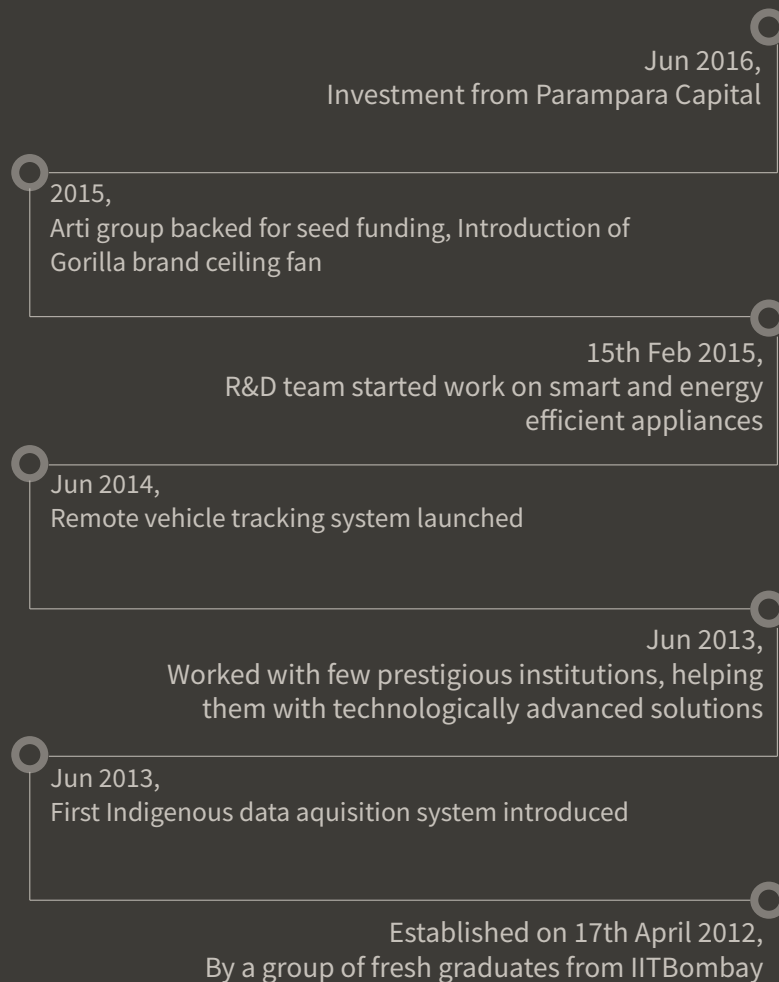 Jun 2016,
Investment from Parampara Capital
2015,
Arti group backed for seed funding, Introduction of
Gorilla brand ceiling fan
15th Feb 2015,
R&D team started work on smart and energy
efficient appliances
Jun 2014,
Remote vehicle tracking system launched
Jun 2013,
Worked with few prestigious institutions, helping
them with technologically advanced solutions
Jun 2013,
First Indigenous data aquisition system introduced
Established on 17th April 2012,
By a group of fresh graduates from IITBombay